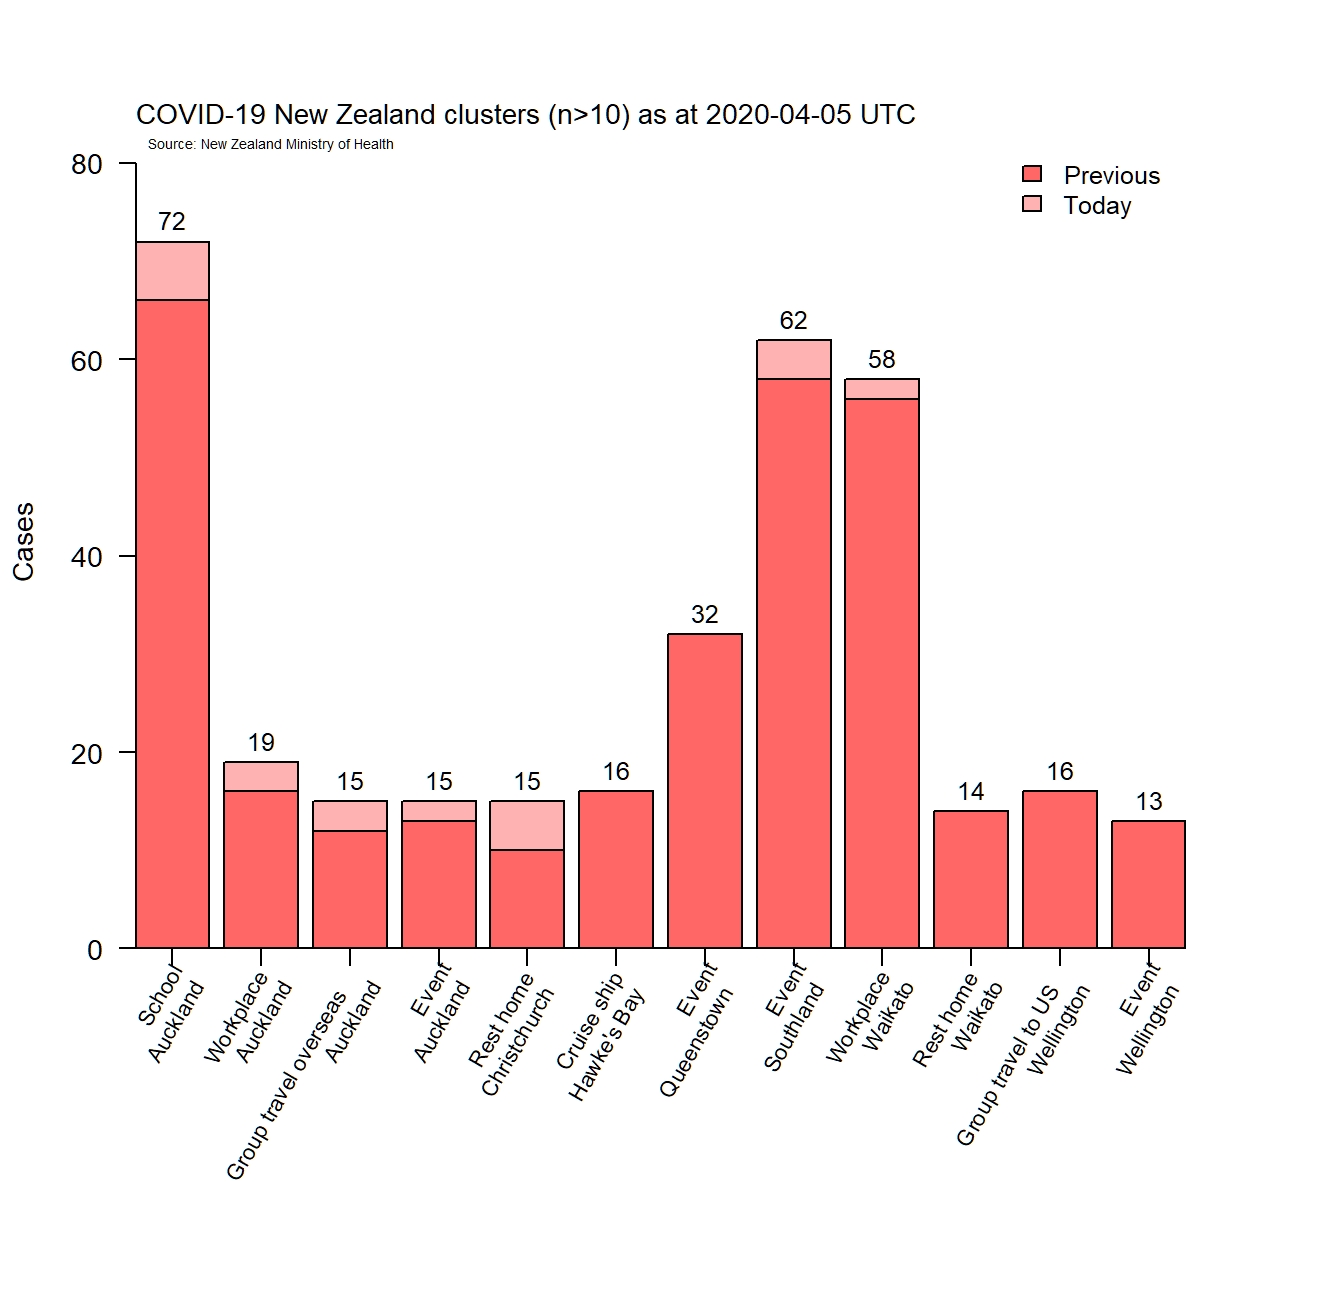 COVID-19 New Zealand clusters (n>10) as at 2020-04-05 UTC
Source: New Zealand Ministry of Health
Previous
Today
Cases
80
60
40
20
0
72
19
15
15
15
16
32
62
58
14
16
13
School
Auckland
Workplace
Auckland
Group travel overseas
Auckland
Event
Auckland
Rest home
Christchurch
Cruise ship
Hawke's Bay
Event
Queenstown
Event
Southland
Workplace
Waikato
Rest home
Waikato
Group travel to US
Wellington
Event
Wellington